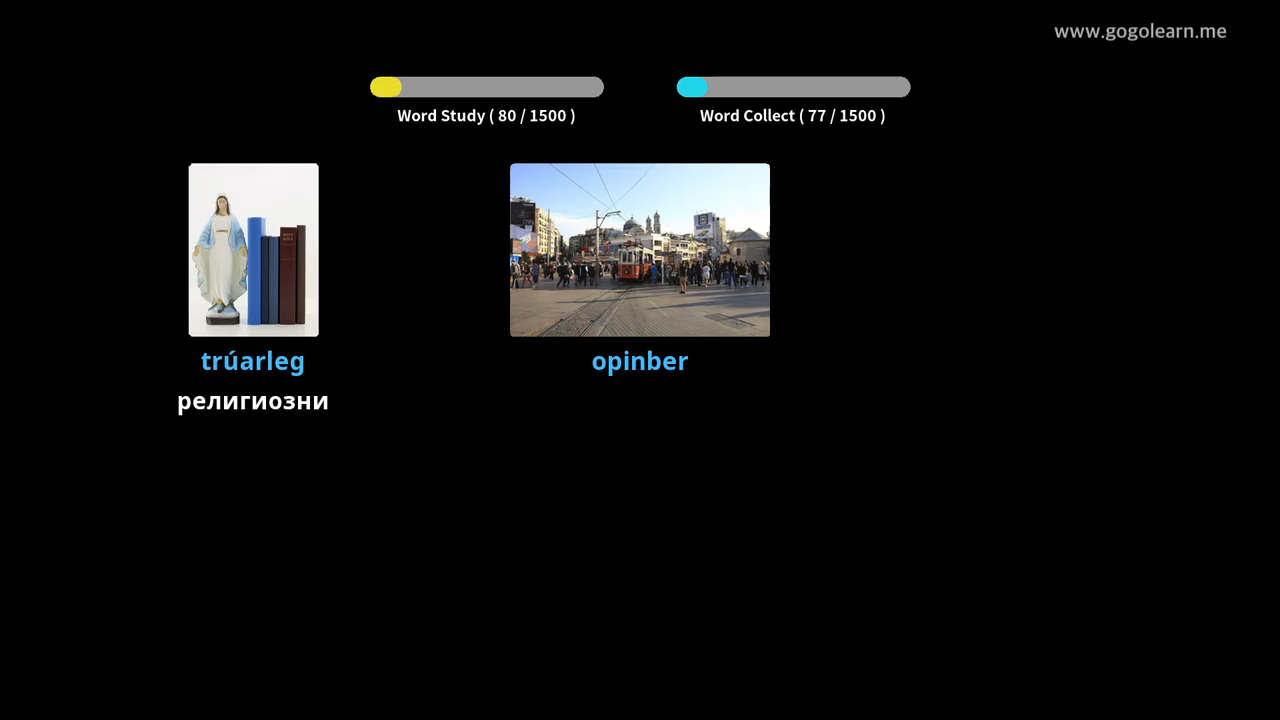 www.gogolearn.me
Word Study ( 80 / 1500 )
Word Collect ( 77 / 1500 )
trúarleg
opinber
религиозни